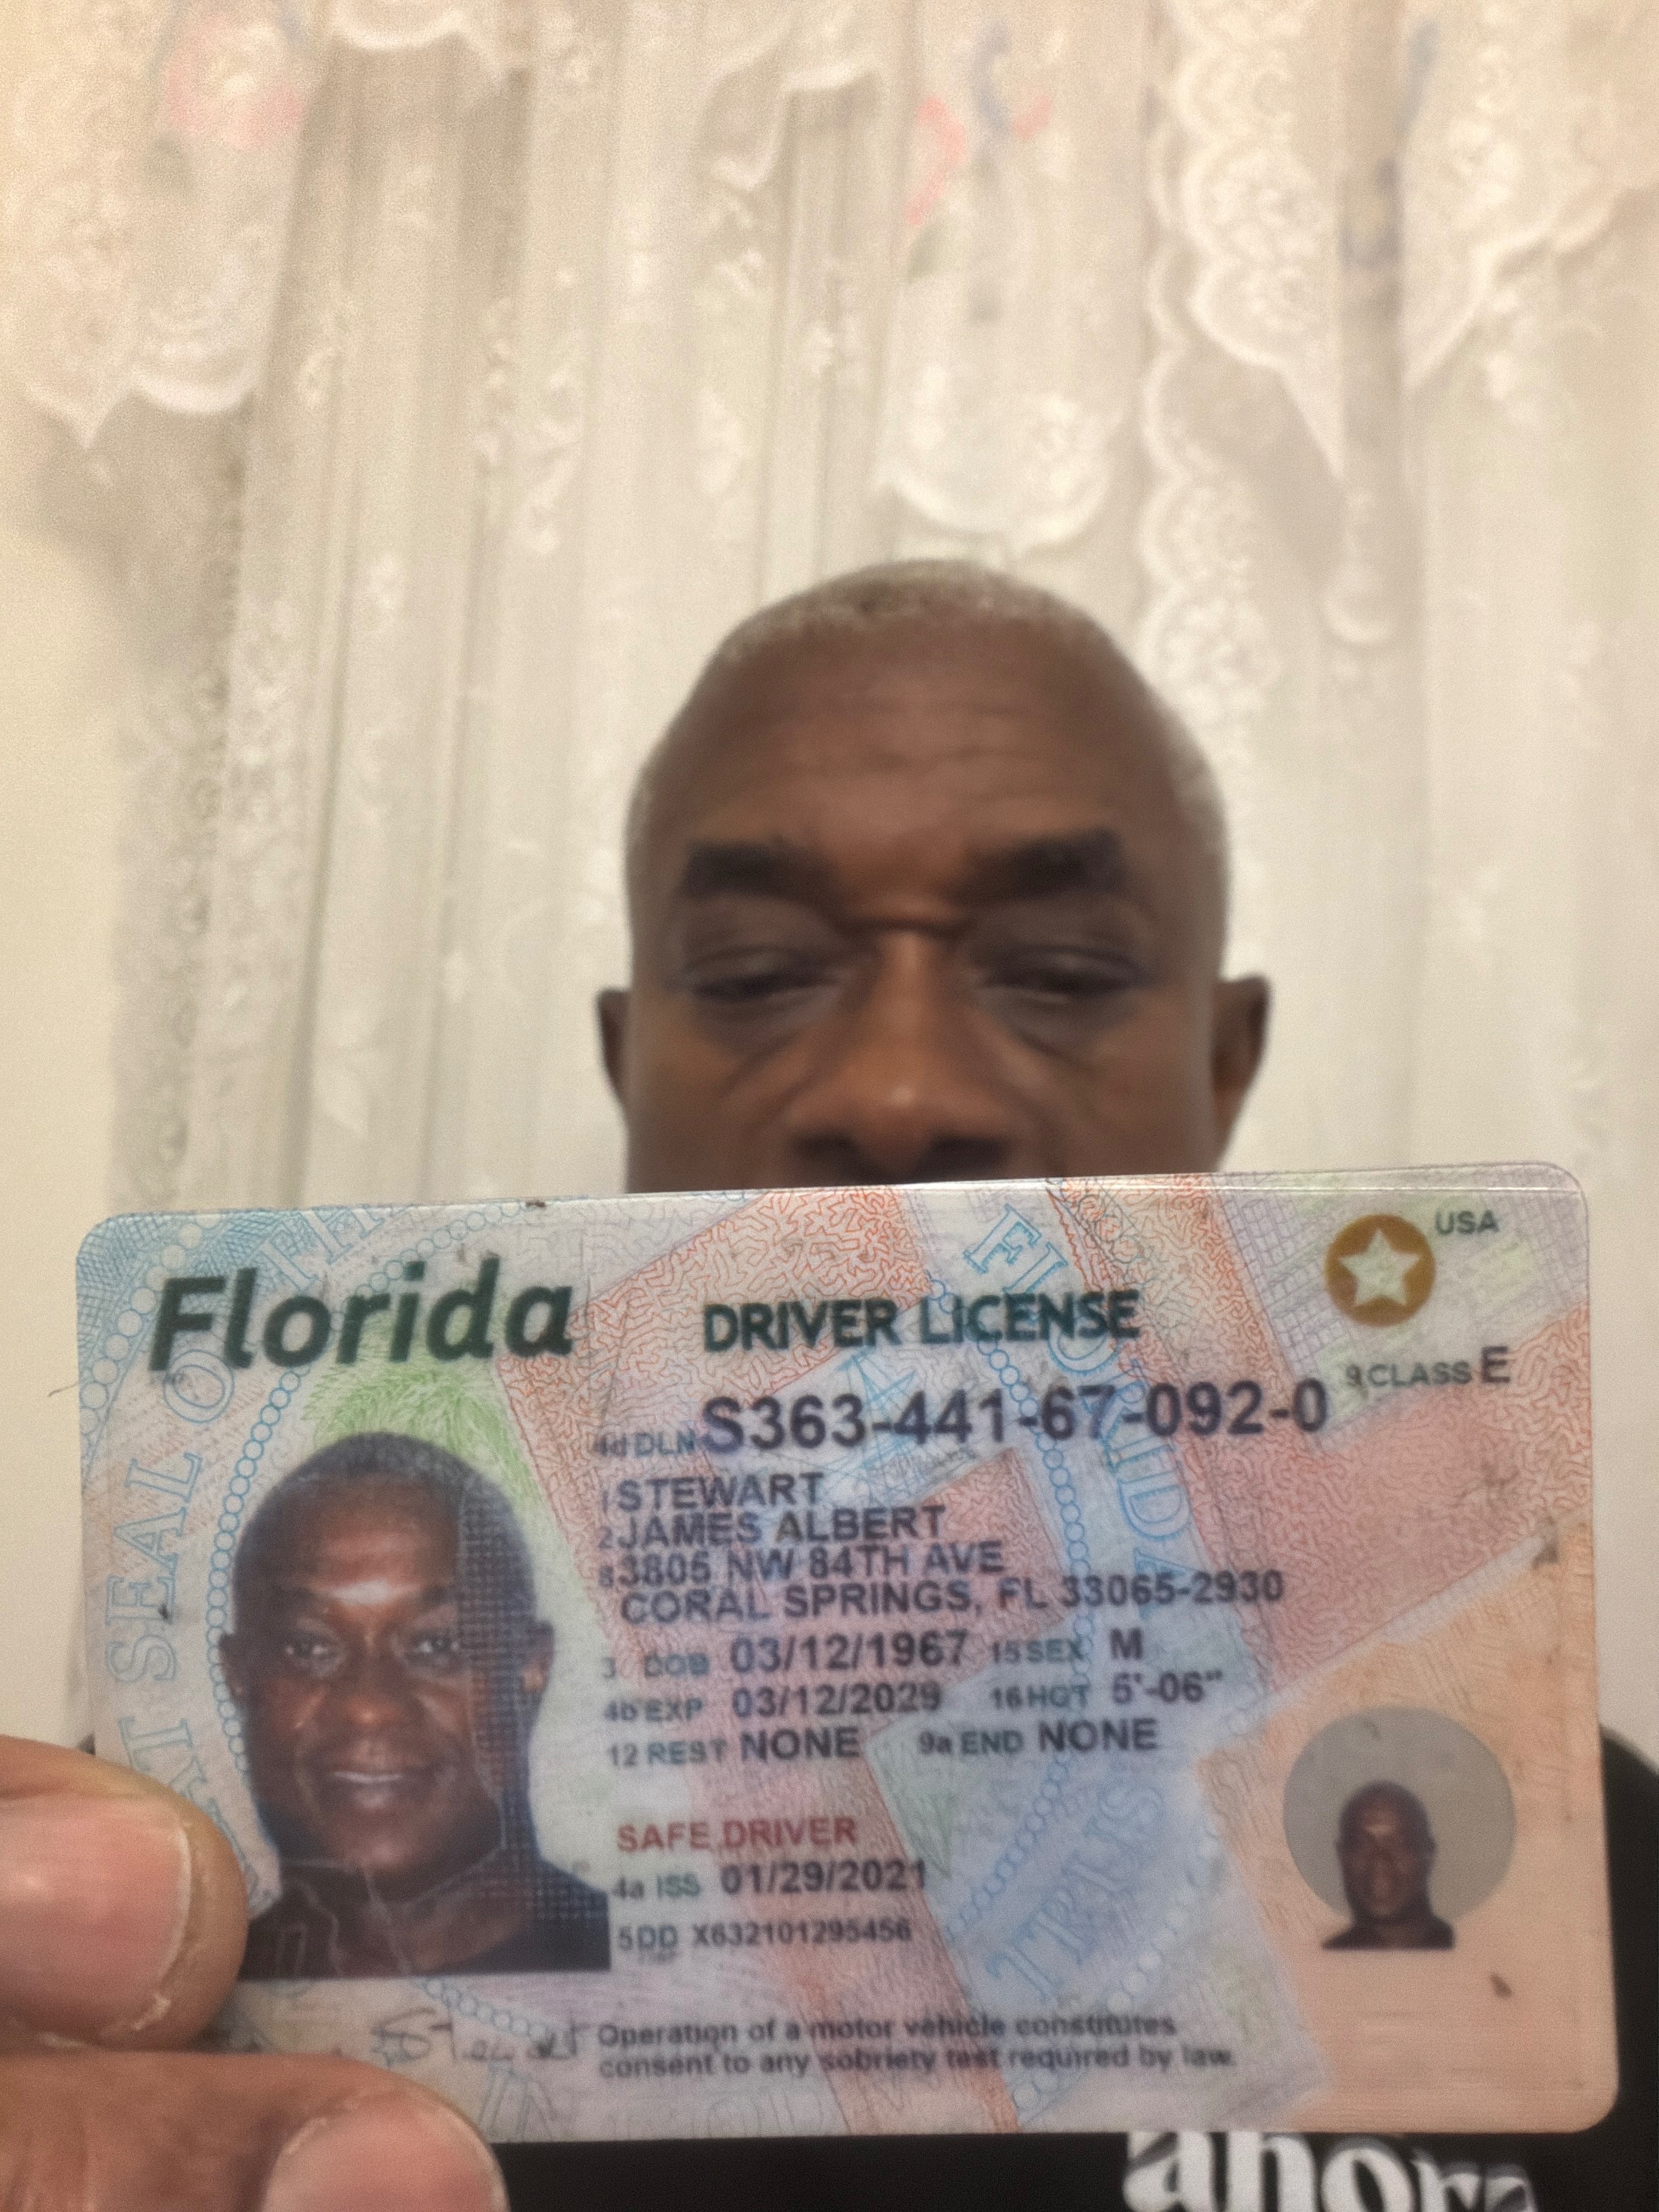 Florida
DRIVER LICENSE
USA
9 CLASS E
4d DLN S363-441-67-092-0
1 STEWART
2 JAMES ALBERT
8 3805 NW 84TH AVE
CORAL SPRINGS, FL 33065-2930
3 DOB 03/12/1967 15 SEX M
4b EXP 03/12/2029 16 HGT 5'-06"
12 REST NONE 9a END NONE
SAFE DRIVER
4a ISS 01/29/2021
5 DD X632101295456
Operation of a motor vehicle constitutes
consent to any sobriety test required by law.
SEAL O
FLORIDA
ahora